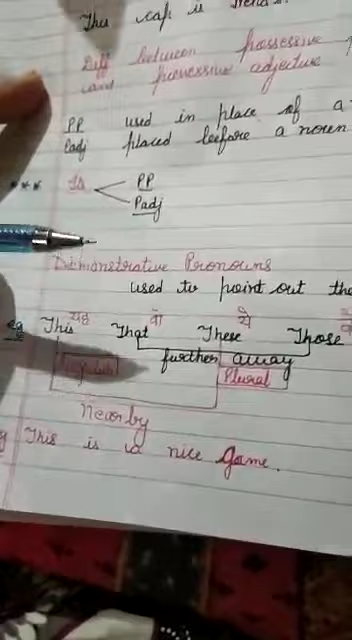 This cap is
Diff between possessive
and possessive adjective
PP used in place of a
Padj placed before a noun
*** Is PP
Padj
Demonstrative Pronouns
used to point out the
यह वो ये
eg This That These Those
further away
Plural
Nearby
This is a nice game.